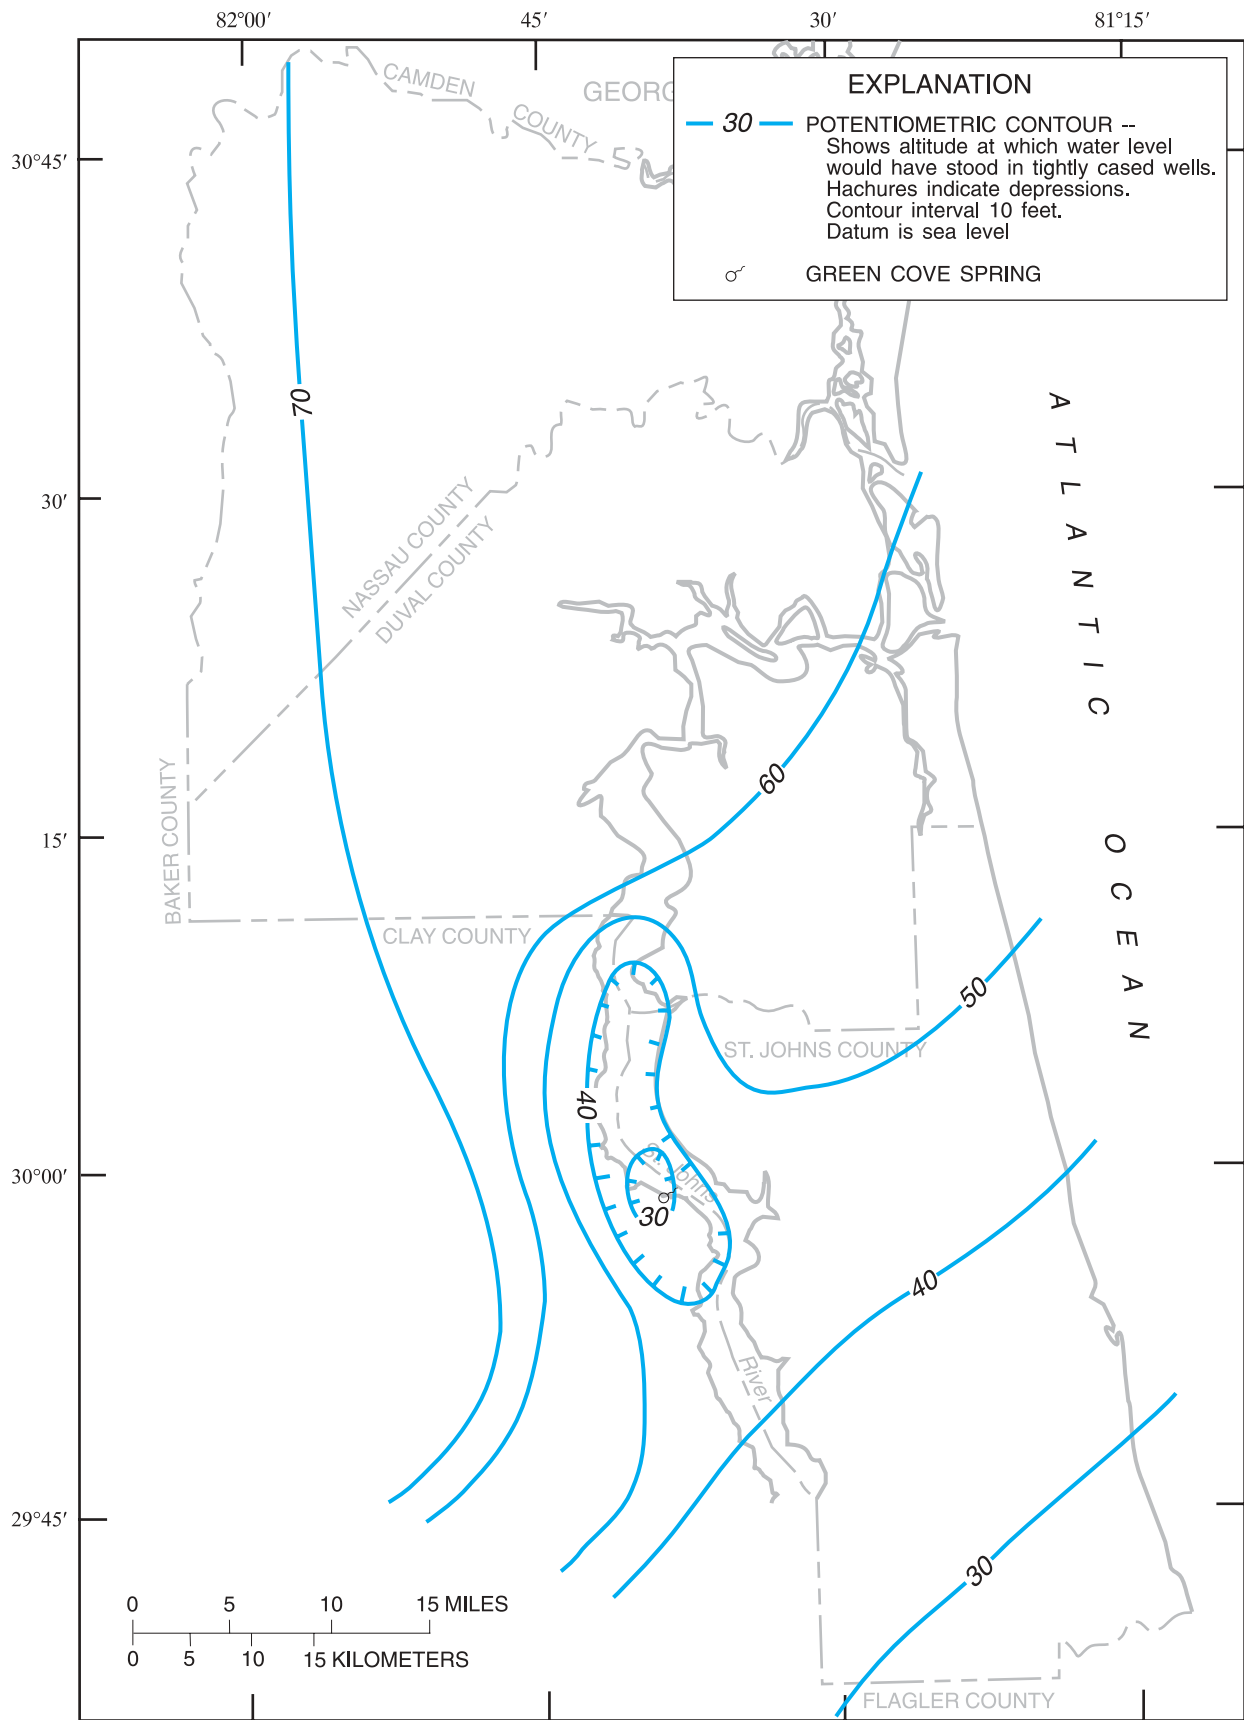 82°00′ 45′ 30′ 81°15′
EXPLANATION
30 POTENTIOMETRIC CONTOUR --
Shows altitude at which water level
would have stood in tightly cased wells.
Hachures indicate depressions.
Contour interval 10 feet.
Datum is sea level
GREEN COVE SPRING
CAMDEN
COUNTY
GEORG
30°45′
70
ATLANTIC
30′
NASSAU COUNTY
DUVAL COUNTY
60
15′
BAKER COUNTY
OCEAN
CLAY COUNTY
50
ST. JOHNS COUNTY
40
30°00′
St. Johns
30
40
River
29°45′
30
0 5 10 15 MILES
0 5 10 15 KILOMETERS
FLAGLER COUNTY